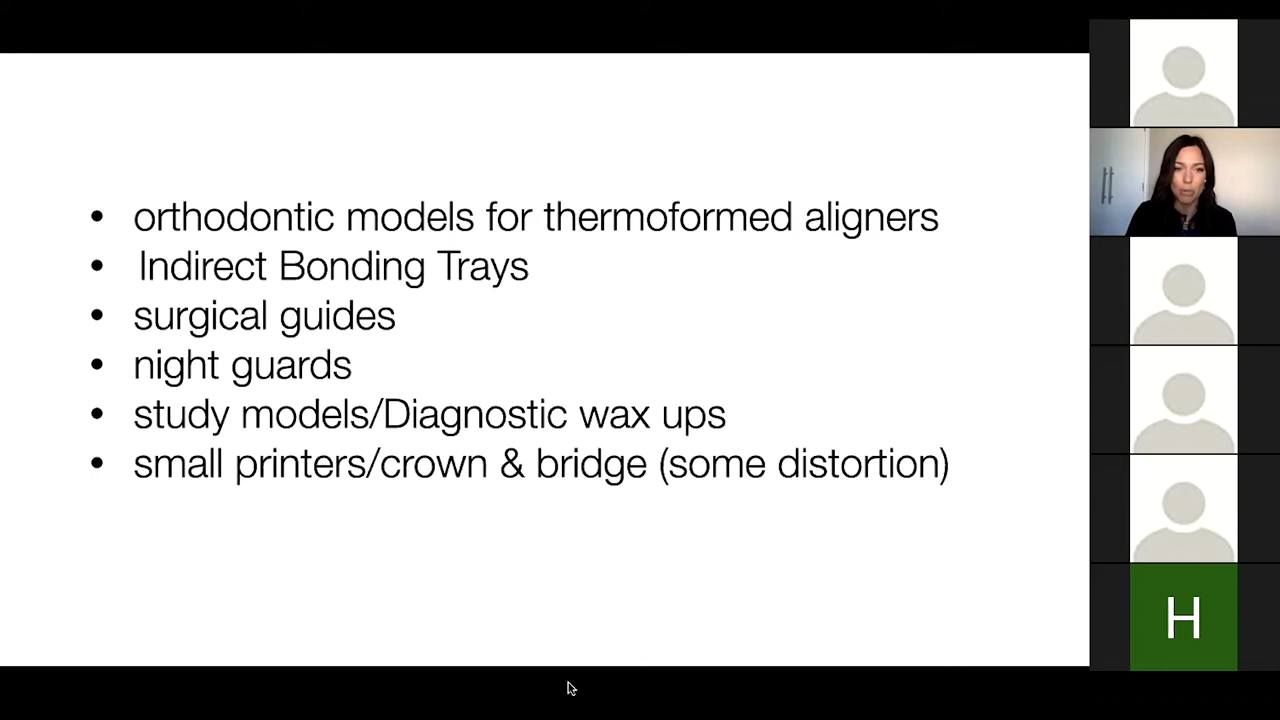 • orthodontic models for thermoformed aligners
• Indirect Bonding Trays
• surgical guides
• night guards
• study models/Diagnostic wax ups
• small printers/crown & bridge (some distortion)
H